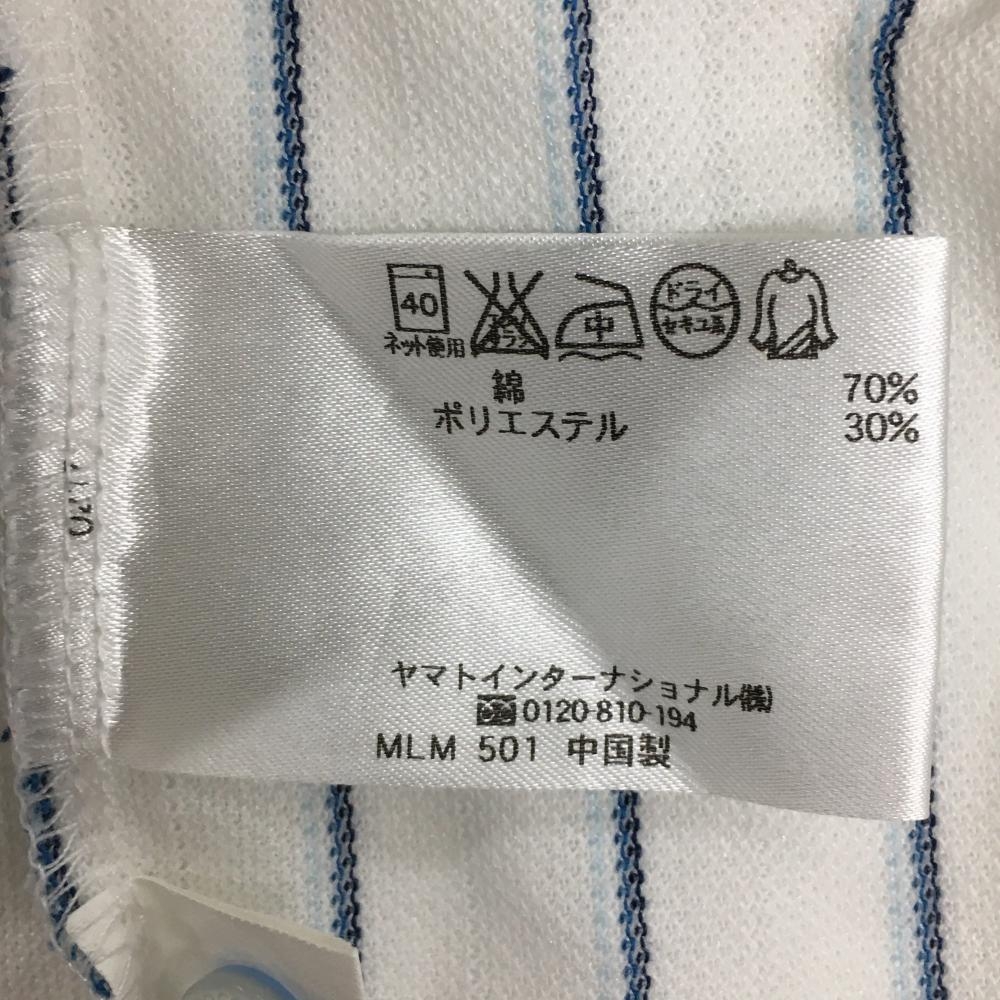 40
ネット使用
中
ドライ
セキユ系
綿 70%
ポリエステル 30%
ヤマトインターナショナル㈱
0120-810-194
MLM 501 中国製